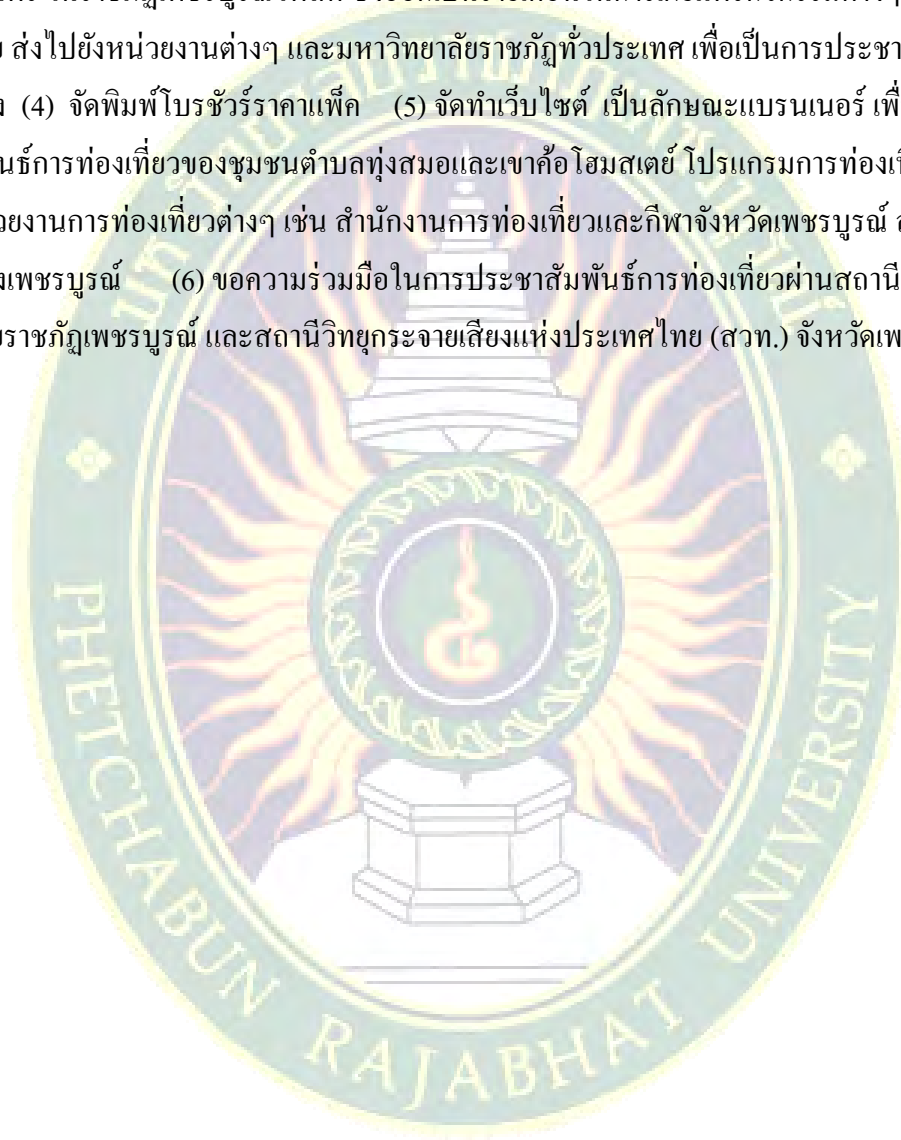 ส่งไปยังหน่วยงานต่างๆ และมหาวิทยาลัยราชภัฏทั่วประเทศ เพื่อเป็นการประชา
(4) จัดพิมพ์โบรชัวร์ราคาแพ็ค (5) จัดทำเว็บไซต์ เป็นลักษณะแบรนเนอร์ เพื่
นธ์การท่องเที่ยวของชุมชนตำบลทุ่งสมอและเขาค้อโฮมสเตย์ โปรแกรมการท่องเที
วยงานการท่องเที่ยวต่างๆ เช่น สำนักงานการท่องเที่ยวและกีฬาจังหวัดเพชรบูรณ์
งเพชรบูรณ์ (6) ขอความร่วมมือในการประชาสัมพันธ์การท่องเที่ยวผ่านสถานี
ยราชภัฏเพชรบูรณ์ และสถานีวิทยุกระจายเสียงแห่งประเทศไทย (สวท.) จังหวัดเพ
PHETCHABUN RAJABHAT UNIVERSITY